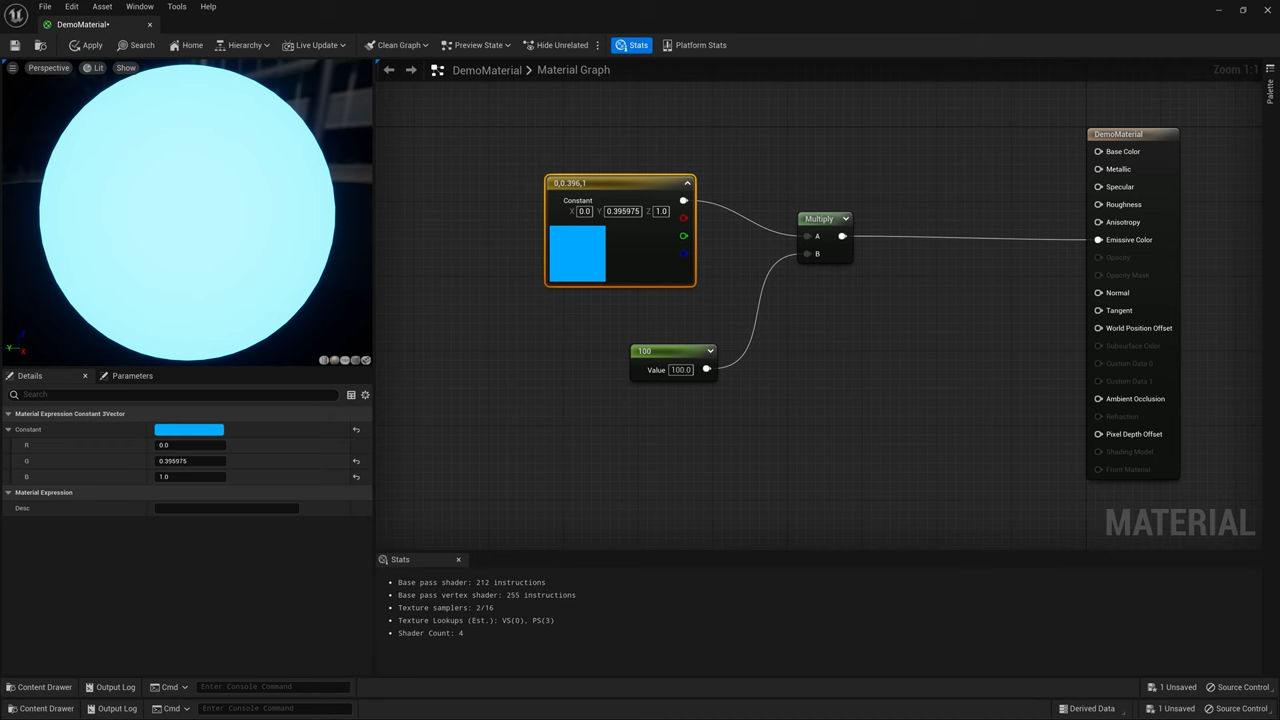 File Edit Asset Window Tools Help
DemoMaterial•
Apply Search Home Hierarchy Live Update Clean Graph Preview State Hide Unrelated Stats Platform Stats
Perspective Lit Show
DemoMaterial > Material Graph
Zoom 1:1
Palette
0,0.396,1
Constant
X 0.0 Y 0.395975 Z 1.0
Multiply
A
B
100
Value 100.0
DemoMaterial
Base Color
Metallic
Specular
Roughness
Anisotropy
Emissive Color
Opacity
Opacity Mask
Normal
Tangent
World Position Offset
Subsurface Color
Custom Data 0
Custom Data 1
Ambient Occlusion
Refraction
Pixel Depth Offset
Shading Model
Front Material
MATERIAL
Z
Y
X
Details Parameters
Search
Material Expression Constant 3Vector
Constant
R 0.0
G 0.395975
B 1.0
Material Expression
Desc
Stats
• Base pass shader: 212 instructions
• Base pass vertex shader: 255 instructions
• Texture samplers: 2/16
• Texture Lookups (Est.): VS(0), PS(3)
• Shader Count: 4
Content Drawer Output Log Cmd Enter Console Command 1 Unsaved Source Control
Content Drawer Output Log Cmd Enter Console Command Derived Data 1 Unsaved Source Control